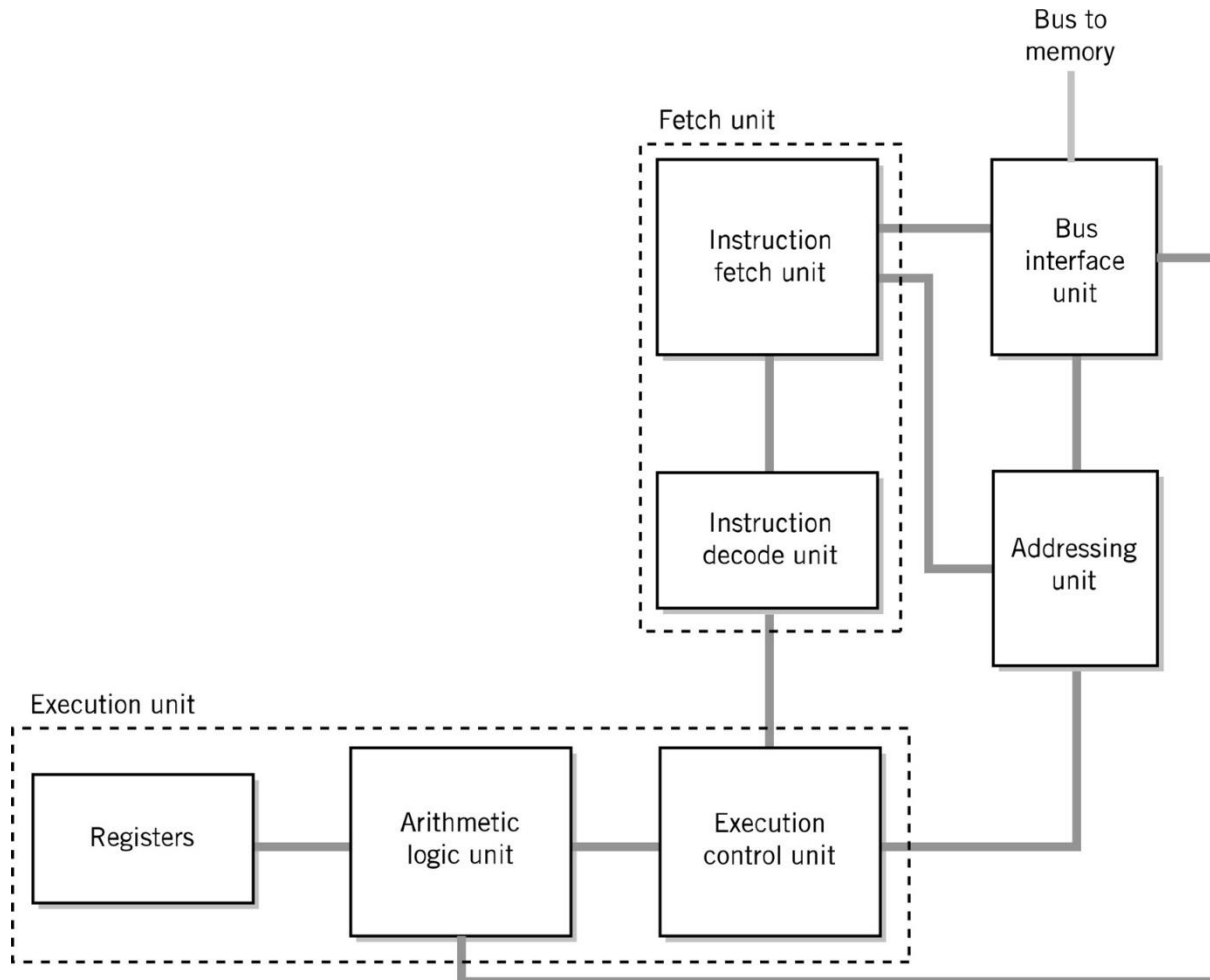 Bus to
memory
Fetch unit
Instruction
fetch unit
Bus
interface
unit
Instruction
decode unit
Addressing
unit
Execution unit
Registers
Arithmetic
logic unit
Execution
control unit